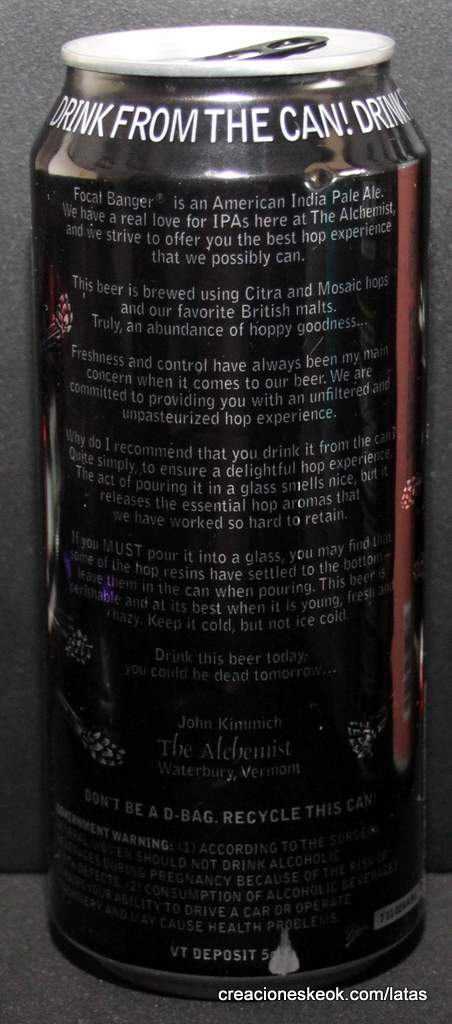 DRINK FROM THE CAN! DRINK
Focal Banger® is an American India Pale Ale.
We have a real love for IPAs here at The Alchemist,
and we strive to offer you the best hop experience
that we possibly can.
This beer is brewed using Citra and Mosaic hops
and our favorite British malts.
Truly, an abundance of hoppy goodness...
Freshness and control have always been my main
concern when it comes to our beer. We are
committed to providing you with an unfiltered and
unpasteurized hop experience.
Why do I recommend that you drink it from the can?
Quite simply, to ensure a delightful hop experience.
The act of pouring it in a glass smells nice, but it
releases the essential hop aromas that
we have worked so hard to retain.
If you MUST pour it into a glass, you may find that
some of the hop resins have settled to the bottom
leave them in the can when pouring. This beer is
perishable and at its best when it is young, fresh and
hazy. Keep it cold, but not ice cold.
Drink this beer today,
you could be dead tomorrow...
John Kimmich
The Alchemist
Waterbury, Vermont
DON'T BE A D-BAG. RECYCLE THIS CAN!
GOVERNMENT WARNING: (1) ACCORDING TO THE SURGEON
WOMEN SHOULD NOT DRINK ALCOHOLIC
BEVERAGES DURING PREGNANCY BECAUSE OF THE RISK OF
DEFECTS. (2) CONSUMPTION OF ALCOHOLIC BEVERAGES
YOUR ABILITY TO DRIVE A CAR OR OPERATE
AND MAY CAUSE HEALTH PROBLEMS.
VT DEPOSIT 5¢
creacioneskeok.com/latas